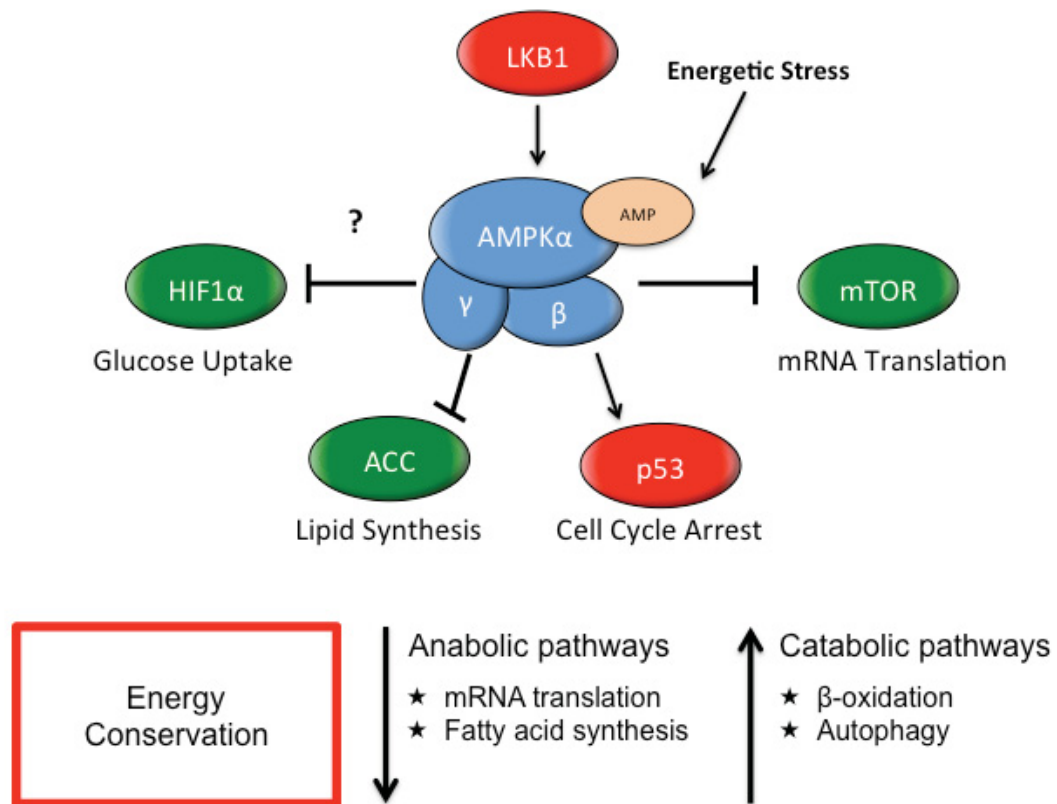 LKB1
Energetic Stress
AMP
AMPKα
?
HIF1α
γ
β
mTOR
Glucose Uptake
mRNA Translation
ACC
p53
Lipid Synthesis
Cell Cycle Arrest
Energy
Conservation
Anabolic pathways
★ mRNA translation
★ Fatty acid synthesis
Catabolic pathways
★ β-oxidation
★ Autophagy